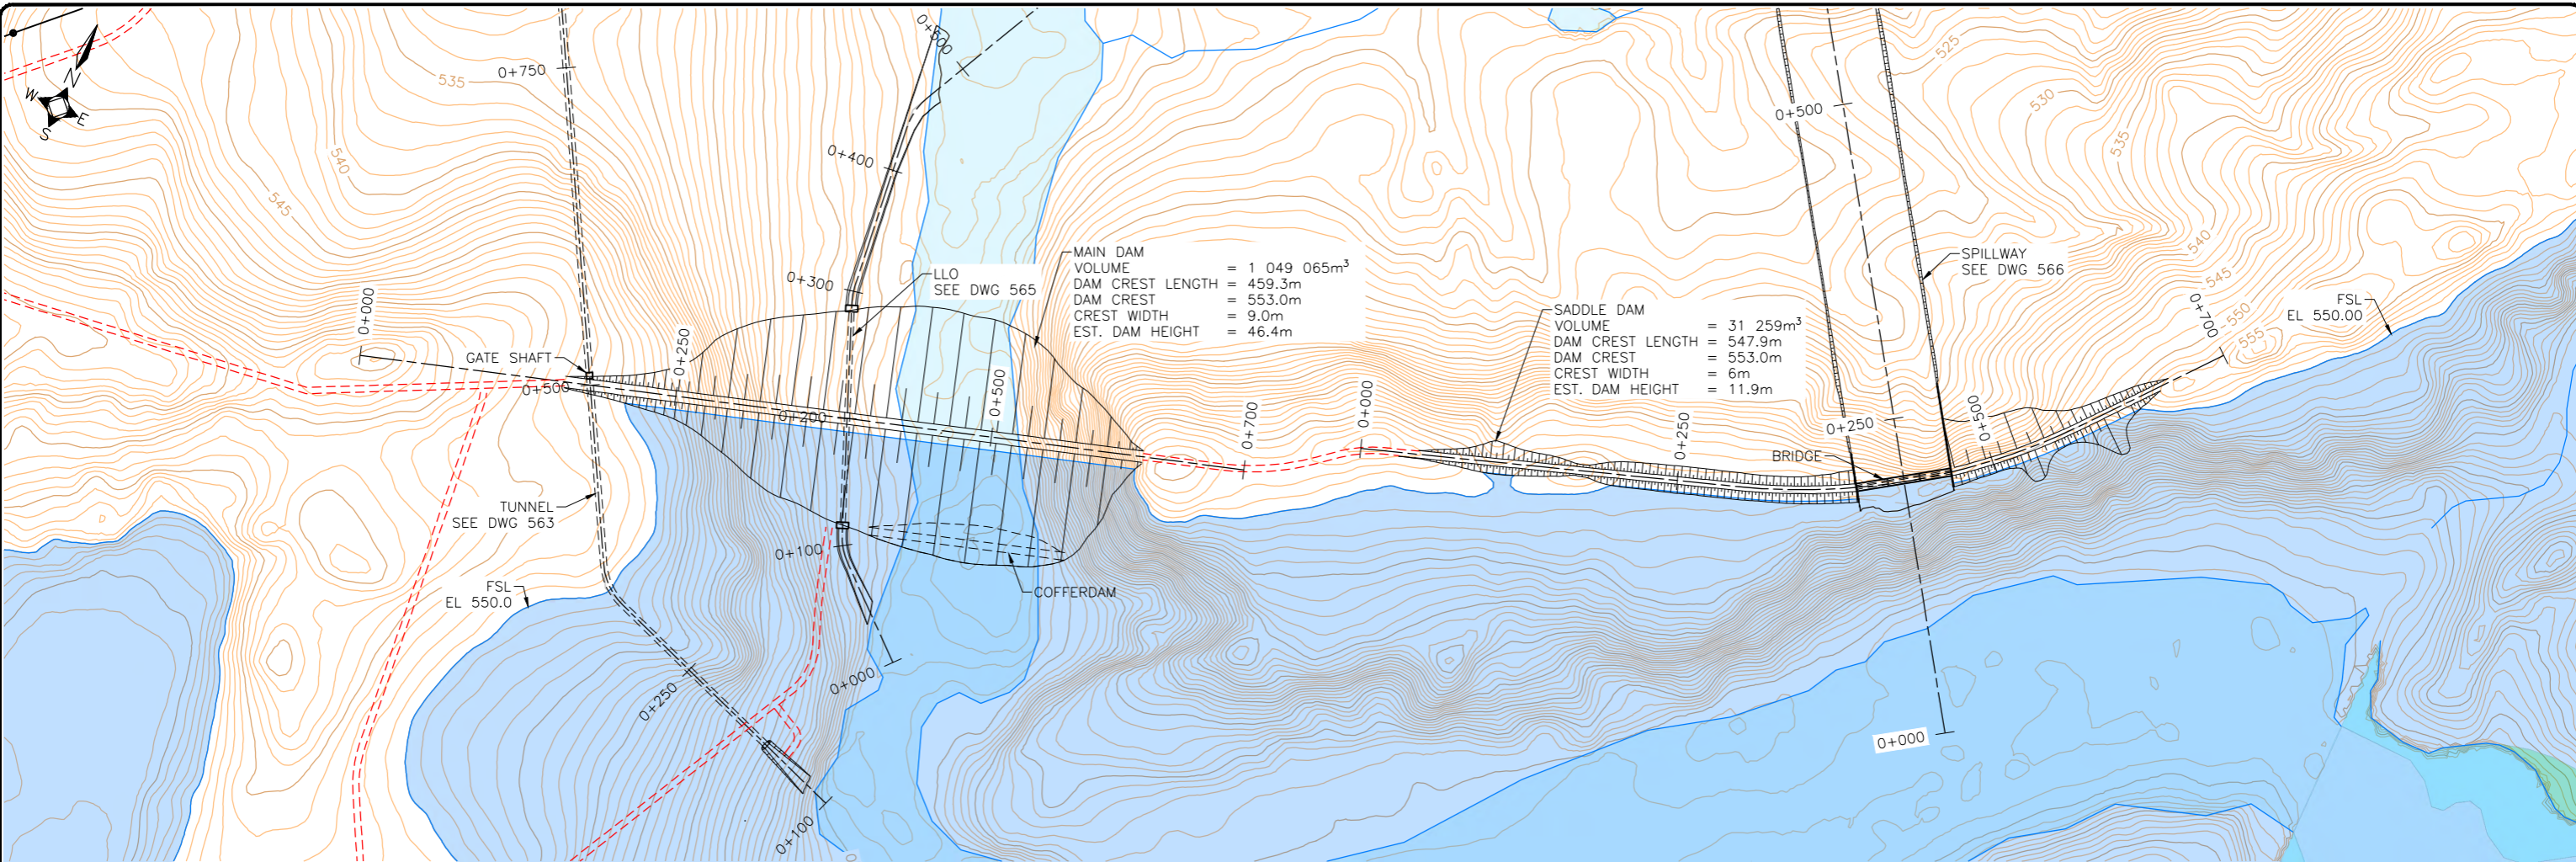 N
W
E
S
535
540
545
0+750
0+500
0+400
0+300
LLO
SEE DWG 565
MAIN DAM
VOLUME = 1 049 065m³
DAM CREST LENGTH = 459.3m
DAM CREST = 553.0m
CREST WIDTH = 9.0m
EST. DAM HEIGHT = 46.4m
SADDLE DAM
VOLUME = 31 259m³
DAM CREST LENGTH = 547.9m
DAM CREST = 553.0m
CREST WIDTH = 6m
EST. DAM HEIGHT = 11.9m
525
530
535
540
545
550
555
0+500
SPILLWAY
SEE DWG 566
FSL
EL 550.00
0+700
0+000
GATE SHAFT
0+250
0+500
0+200
0+500
0+700
0+000
0+250
0+250
BRIDGE
0+500
TUNNEL
SEE DWG 563
0+100
FSL
EL 550.0
COFFERDAM
0+000
0+250
0+100
0+000